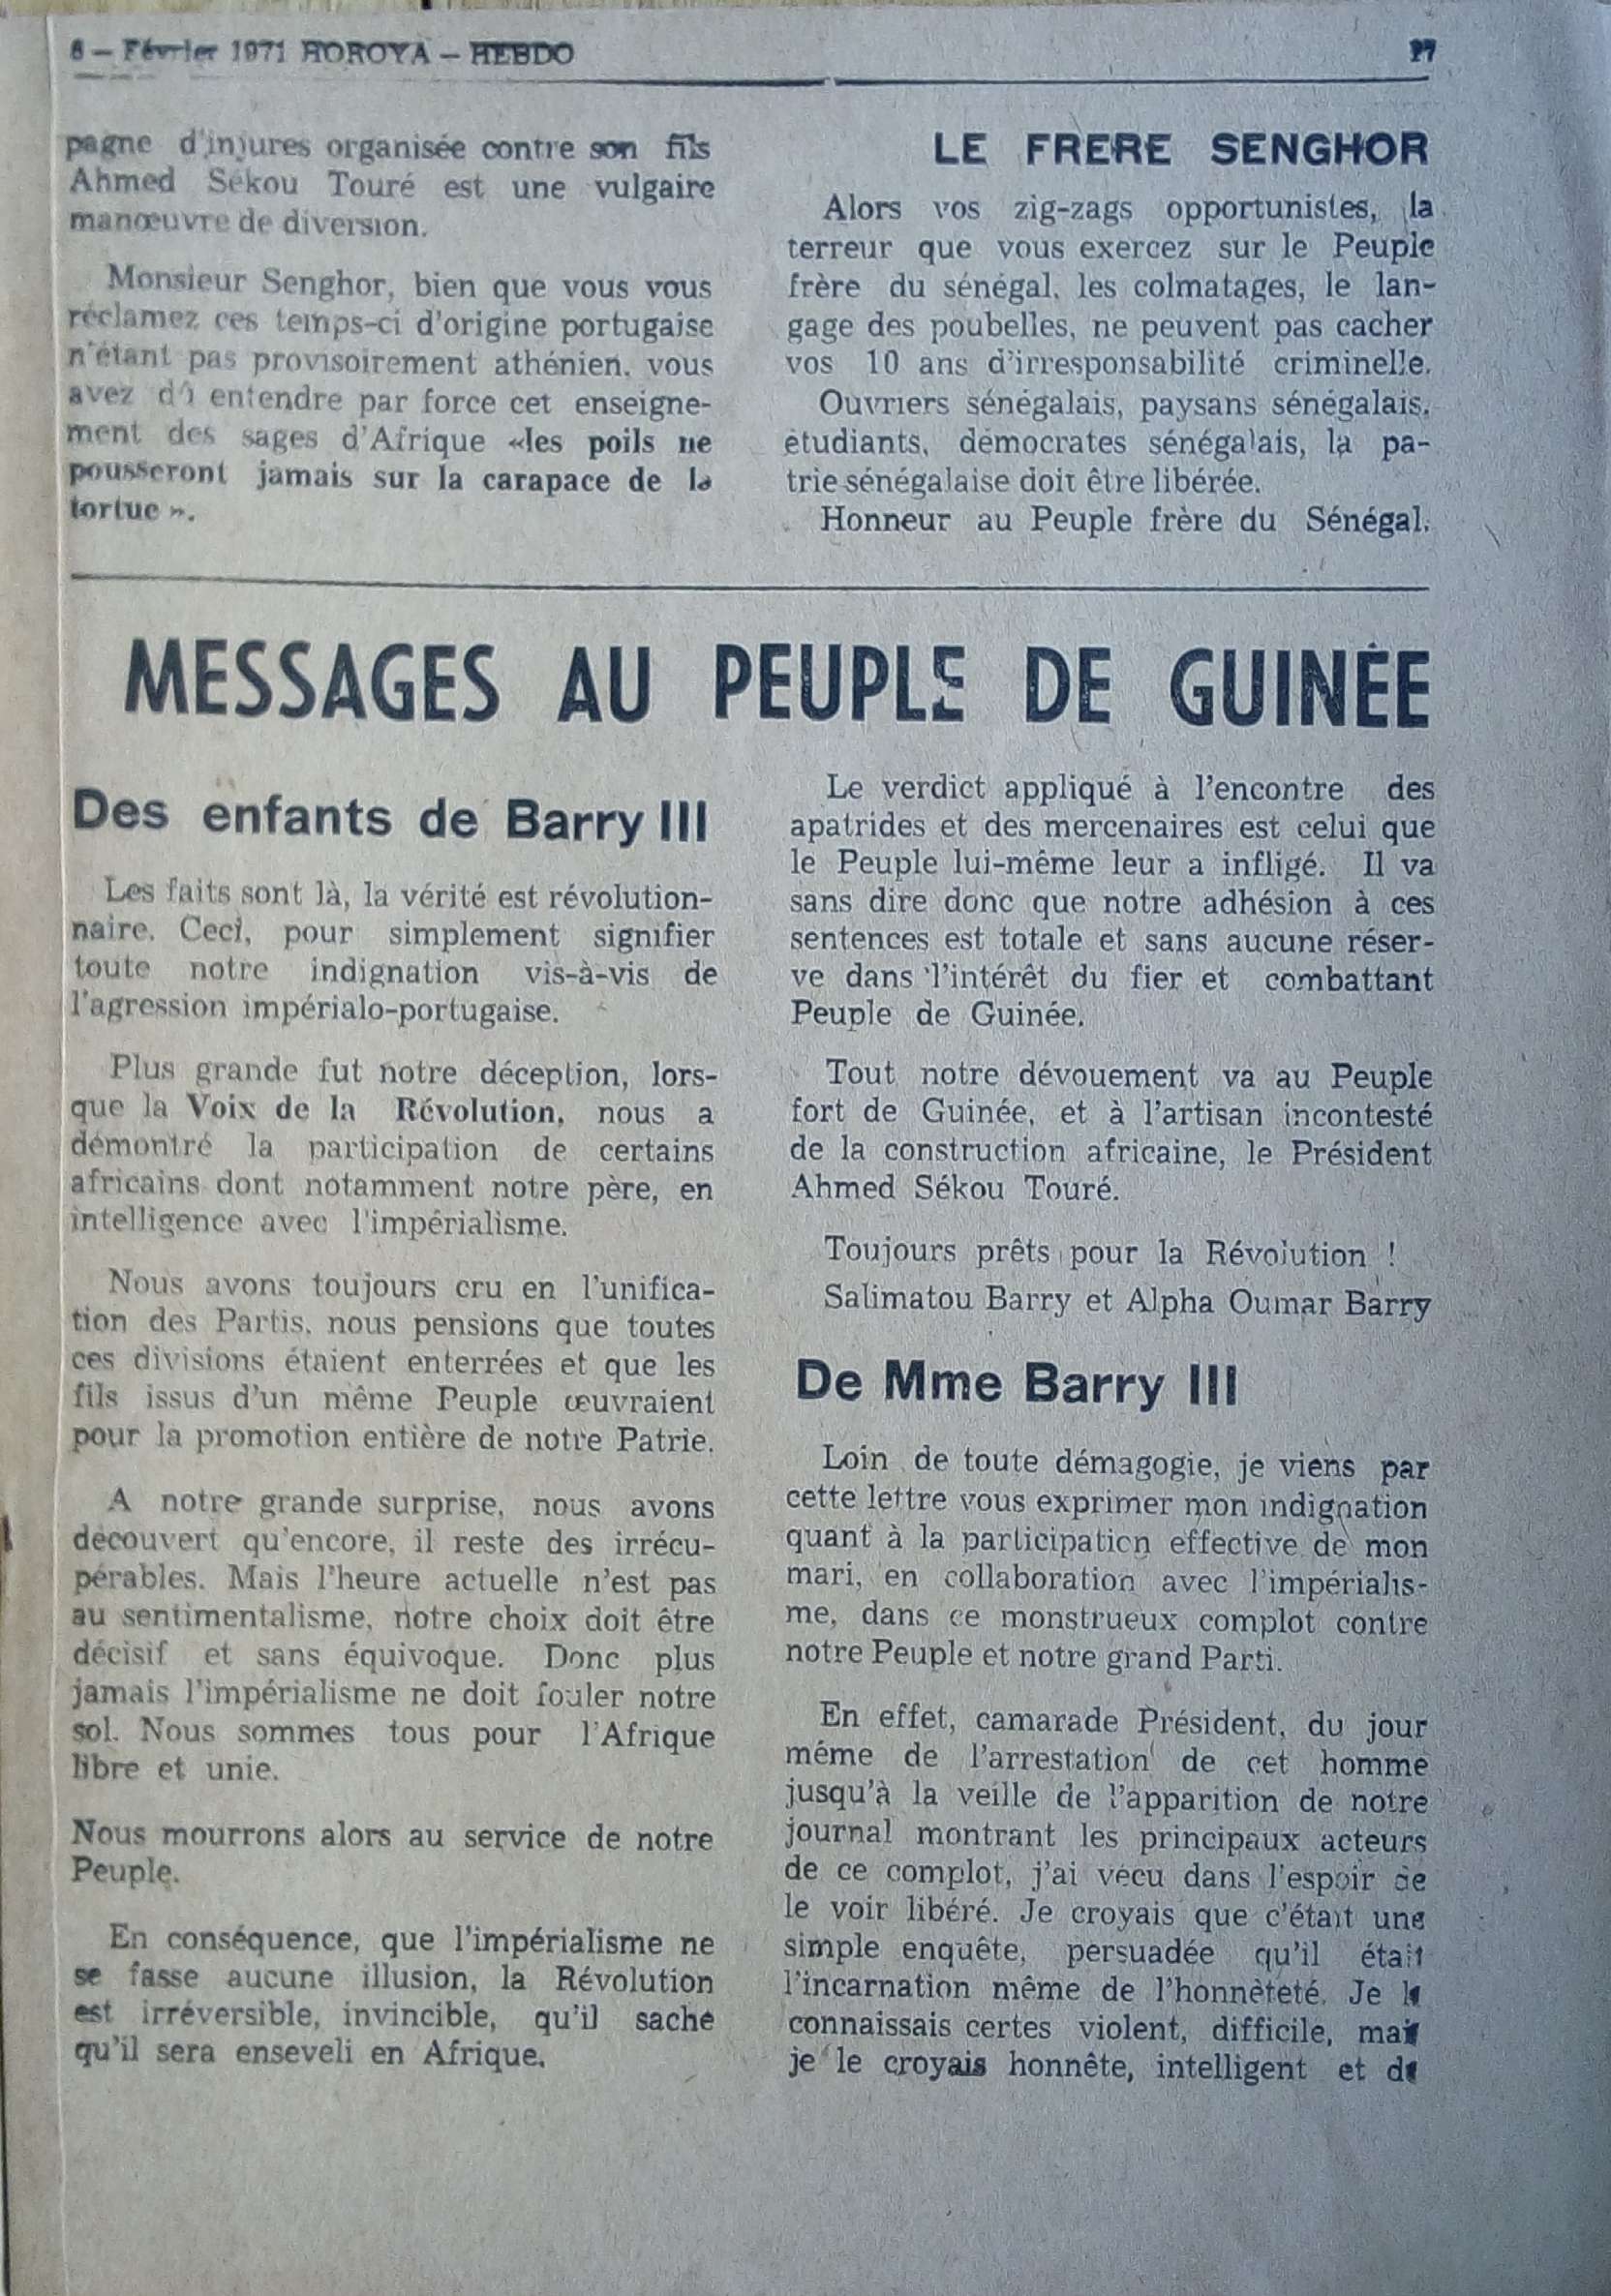 6 — Février 1971 HOROYA — HEBDO
pagne d'injures organisée contre son fils
Ahmed Sékou Touré est une vulgaire
manœuvre de diversion.
Monsieur Senghor, bien que vous vous
réclamez ces temps-ci d'origine portugaise
n'étant pas provisoirement athénien, vous
avez dû entendre par force cet enseigne-
ment des sages d'Afrique «les poils ne
pousseront jamais sur la carapace de la
tortue ».
LE FRERE SENGHOR
Alors vos zig-zags opportunistes, la
terreur que vous exercez sur le Peuple
frère du sénégal, les colmatages, le lan-
gage des poubelles, ne peuvent pas cacher
vos 10 ans d'irresponsabilité criminelle.
Ouvriers sénégalais, paysans sénégalais,
étudiants, démocrates sénégalais, la pa-
trie sénégalaise doit être libérée.
Honneur au Peuple frère du Sénégal.
MESSAGES AU PEUPLE DE GUINÉE
Des enfants de Barry III
Les faits sont là, la vérité est révolution-
naire. Ceci, pour simplement signifier
toute notre indignation vis-à-vis de
l'agression impérialo-portugaise.
Plus grande fut notre déception, lors-
que la Voix de la Révolution, nous a
démontré la participation de certains
africains dont notamment notre père, en
intelligence avec l'impérialisme.
Nous avons toujours cru en l'unifica-
tion des Partis, nous pensions que toutes
ces divisions étaient enterrées et que les
fils issus d'un même Peuple œuvraient
pour la promotion entière de notre Patrie.
A notre grande surprise, nous avons
découvert qu'encore, il reste des irrécu-
pérables. Mais l'heure actuelle n'est pas
au sentimentalisme, notre choix doit être
décisif et sans équivoque. Donc plus
jamais l'impérialisme ne doit fouler notre
sol. Nous sommes tous pour l'Afrique
libre et unie.
Nous mourrons alors au service de notre
Peuple.
En conséquence, que l'impérialisme ne
se fasse aucune illusion, la Révolution
est irréversible, invincible, qu'il sache
qu'il sera enseveli en Afrique.
Le verdict appliqué à l'encontre des
apatrides et des mercenaires est celui que
le Peuple lui-même leur a infligé. Il va
sans dire donc que notre adhésion à ces
sentences est totale et sans aucune réser-
ve dans l'intérêt du fier et combattant
Peuple de Guinée.
Tout notre dévouement va au Peuple
fort de Guinée, et à l'artisan incontesté
de la construction africaine, le Président
Ahmed Sékou Touré.
Toujours prêts pour la Révolution !
Salimatou Barry et Alpha Oumar Barry
De Mme Barry III
Loin de toute démagogie, je viens par
cette lettre vous exprimer mon indignation
quant à la participation effective de mon
mari, en collaboration avec l'impérialis-
me, dans ce monstrueux complot contre
notre Peuple et notre grand Parti.
En effet, camarade Président, du jour
même de l'arrestation de cet homme
jusqu'à la veille de l'apparition de notre
journal montrant les principaux acteurs
de ce complot, j'ai vécu dans l'espoir de
le voir libéré. Je croyais que c'était une
simple enquête, persuadée qu'il était
l'incarnation même de l'honnêteté. Je le
connaissais certes violent, difficile, mais
je le croyais honnête, intelligent et de